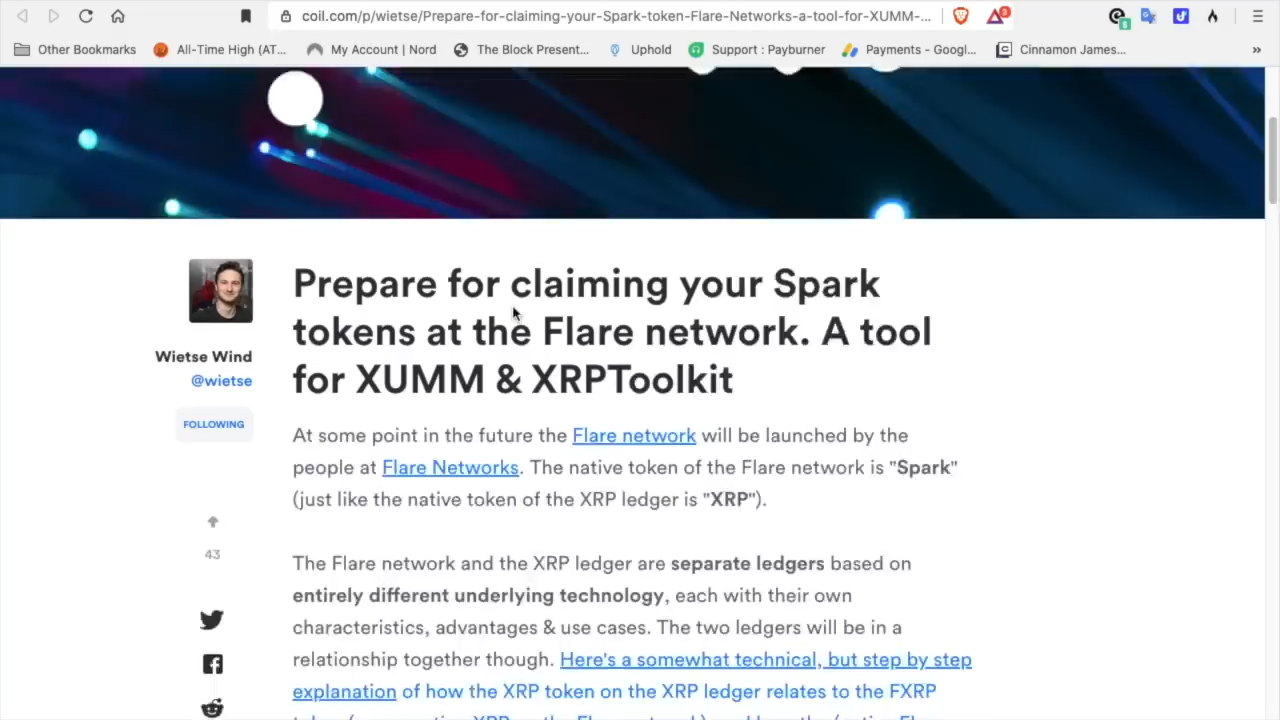 coil.com/p/wietse/Prepare-for-claiming-your-Spark-token-Flare-Networks-a-tool-for-XUMM-...
3
$
Other Bookmarks
All-Time High (AT...
My Account | Nord
The Block Present...
Uphold
Support : Payburner
Payments - Googl...
Cinnamon James...
»
Prepare for claiming your Spark
tokens at the Flare network. A tool
for XUMM & XRPToolkit
Wietse Wind
@wietse
FOLLOWING
At some point in the future the Flare network will be launched by the
people at Flare Networks. The native token of the Flare network is "Spark"
(just like the native token of the XRP ledger is "XRP").
43
The Flare network and the XRP ledger are separate ledgers based on
entirely different underlying technology, each with their own
characteristics, advantages & use cases. The two ledgers will be in a
relationship together though. Here's a somewhat technical, but step by step
explanation of how the XRP token on the XRP ledger relates to the FXRP